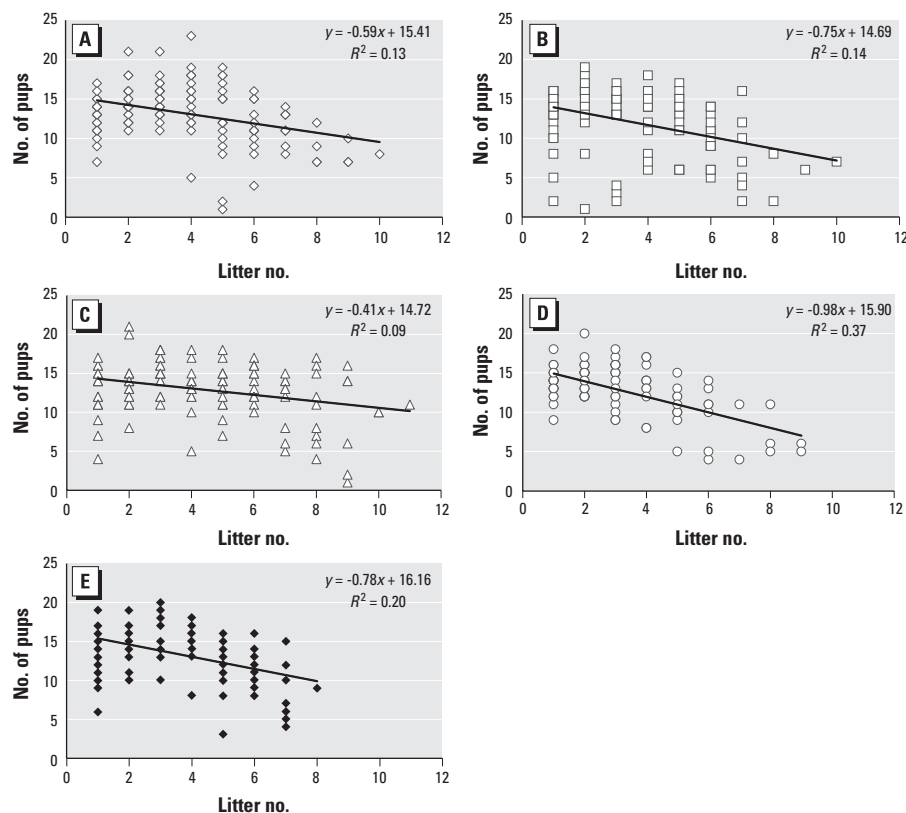 A
y = -0.59x + 15.41
R² = 0.13
25
20
15
10
5
0
No. of pups
0 2 4 6 8 10 12
Litter no.
B
y = -0.75x + 14.69
R² = 0.14
25
20
15
10
5
0
No. of pups
0 2 4 6 8 10 12
Litter no.
C
y = -0.41x + 14.72
R² = 0.09
25
20
15
10
5
0
No. of pups
0 2 4 6 8 10 12
Litter no.
D
y = -0.98x + 15.90
R² = 0.37
25
20
15
10
5
0
No. of pups
0 2 4 6 8 10 12
Litter no.
E
y = -0.78x + 16.16
R² = 0.20
25
20
15
10
5
0
No. of pups
0 2 4 6 8 10 12
Litter no.